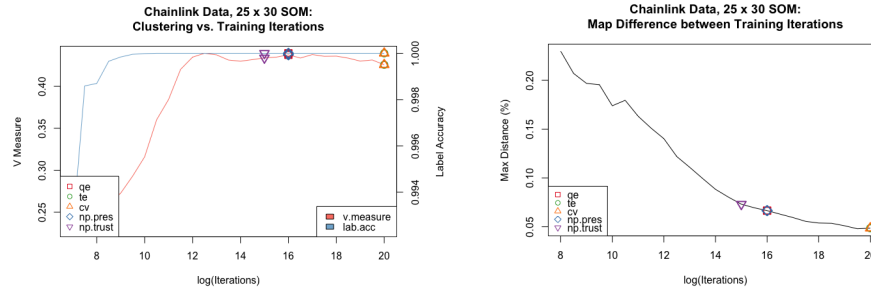 Chainlink Data, 25 x 30 SOM:
Clustering vs. Training Iterations
V Measure
0.40
0.35
0.30
0.25
1.000
0.998
0.996
0.994
Label Accuracy
qe
te
cv
np.pres
np.trust
v.measure
lab.acc
8 10 12 14 16 18 20
log(Iterations)
Chainlink Data, 25 x 30 SOM:
Map Difference between Training Iterations
Max Distance (%)
0.20
0.15
0.10
0.05
qe
te
cv
np.pres
np.trust
8 10 12 14 16 18 20
log(Iterations)